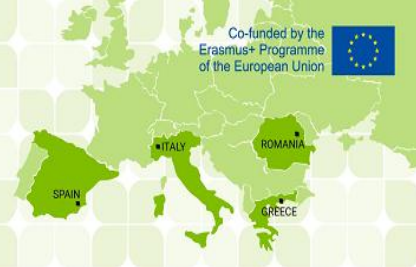 Co-funded by the
Erasmus+ Programme
of the European Union
ITALY
ROMANIA
SPAIN
GREECE